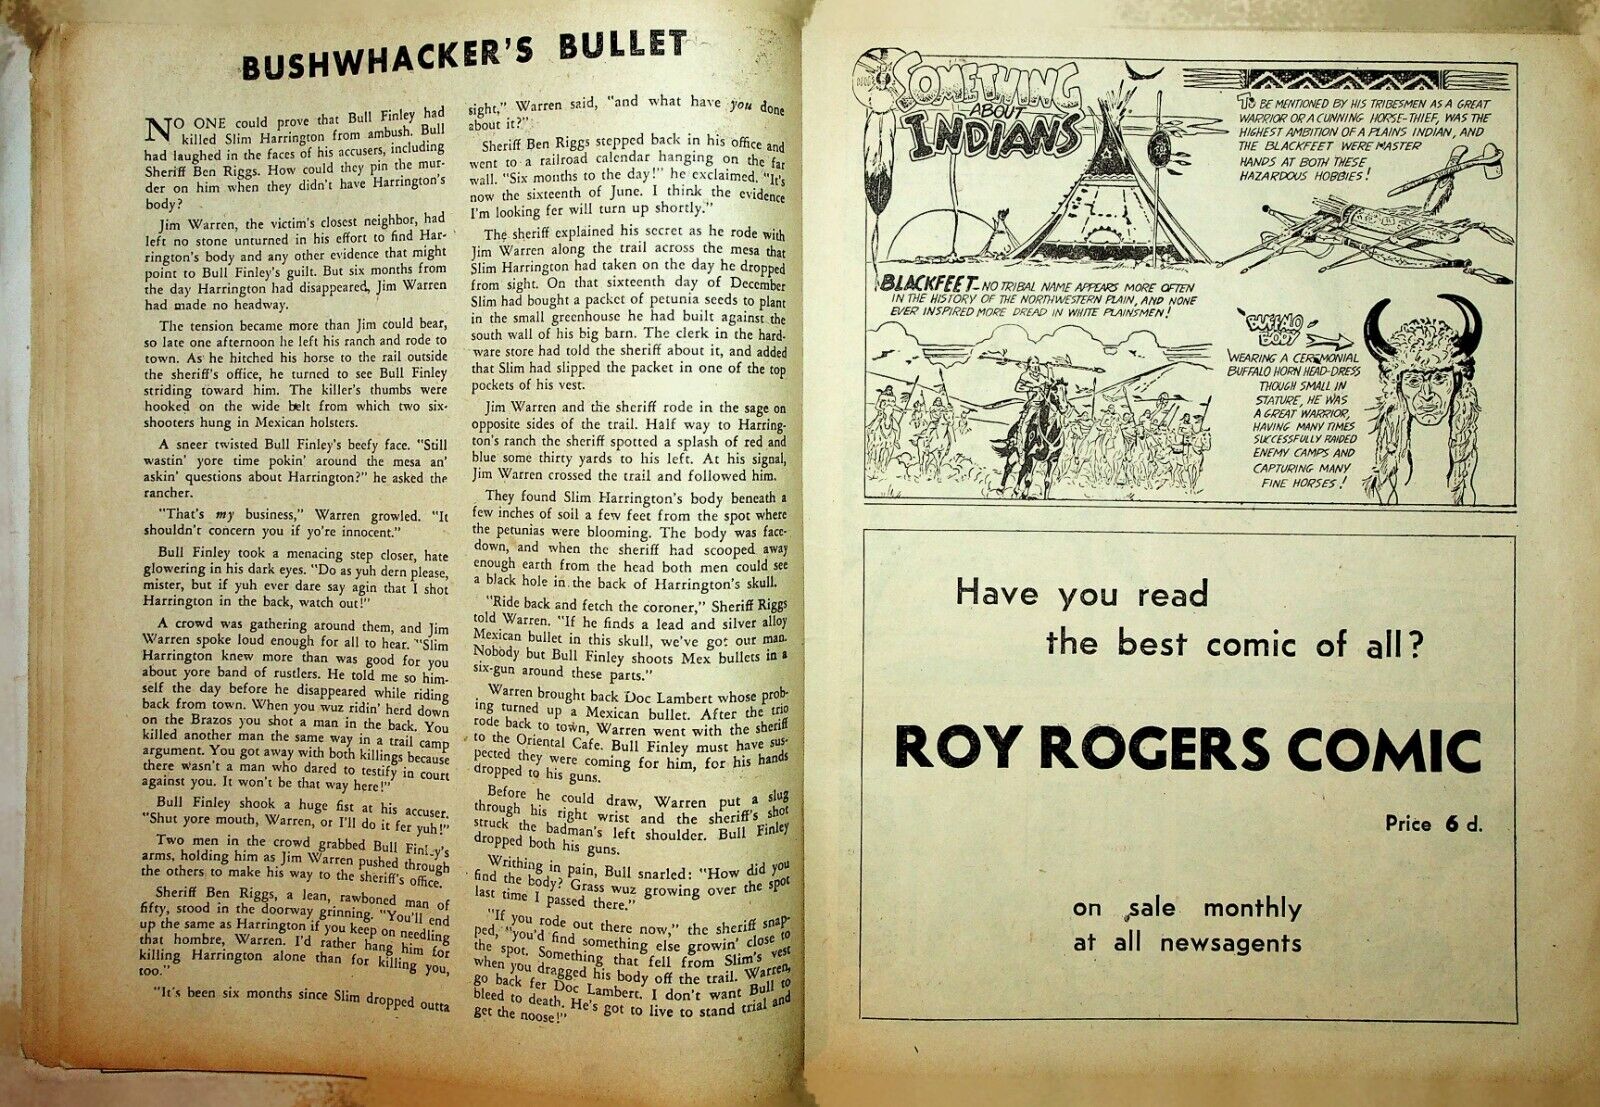 BUSHWHACKER'S BULLET
NO ONE could prove that Bull Finley had
killed Slim Harrington from ambush. Bull
had laughed in the faces of his accusers, including
Sheriff Ben Riggs. How could they pin the mur-
der on him when they didn't have Harrington's
body?
Jim Warren, the victim's closest neighbor, had
left no stone unturned in his effort to find Har-
rington's body and any other evidence that might
point to Bull Finley's guilt. But six months from
the day Harrington had disappeared, Jim Warren
had made no headway.
The tension became more than Jim could bear,
so late one afternoon he left his ranch and rode to
town. As he hitched his horse to the rail outside
the sheriff's office, he turned to see Bull Finley
striding toward him. The killer's thumbs were
hooked on the wide belt from which two six-
shooters hung in Mexican holsters.
A sneer twisted Bull Finley's beefy face. "Still
wastin' yore time pokin' around the mesa an'
askin' questions about Harrington?" he asked the
rancher.
"That's my business," Warren growled. "It
shouldn't concern you if yo're innocent."
Bull Finley took a menacing step closer, hate
glowering in his dark eyes. "Do as yuh dern please,
mister, but if yuh ever dare say agin that I shot
Harrington in the back, watch out!"
A crowd was gathering around them, and Jim
Warren spoke loud enough for all to hear. "Slim
Harrington knew more than was good for you
about yore band of rustlers. He told me so him-
self the day before he disappeared while riding
back from town. When you wuz ridin' herd down
on the Brazos you shot a man in the back. You
killed another man the same way in a trail camp
argument. You got away with both killings because
there wasn't a man who dared to testify in court
against you. It won't be that way here!"
Bull Finley shook a huge fist at his accuser.
"Shut yore mouth, Warren, or I'll do it fer yuh!"
Two men in the crowd grabbed Bull Finley's
arms, holding him as Jim Warren pushed through
the others to make his way to the sheriff's office.
Sheriff Ben Riggs, a lean, rawboned man of
fifty, stood in the doorway grinning. "You'll end
up the same as Harrington if you keep on needling
that hombre, Warren. I'd rather hang him for
killing Harrington alone than for killing you,
too."
"It's been six months since Slim dropped outta
sight," Warren said, "and what have you done
about it?"
Sheriff Ben Riggs stepped back in his office and
went to a railroad calendar hanging on the far
wall. "Six months to the day!" he exclaimed. "It's
now the sixteenth of June. I think the evidence
I'm looking fer will turn up shortly."
The sheriff explained his secret as he rode with
Jim Warren along the trail across the mesa that
Slim Harrington had taken on the day he dropped
from sight. On that sixteenth day of December
Slim had bought a packet of petunia seeds to plant
in the small greenhouse he had built against the
south wall of his big barn. The clerk in the hard-
ware store had told the sheriff about it, and added
that Slim had slipped the packet in one of the top
pockets of his vest.
Jim Warren and the sheriff rode in the sage on
opposite sides of the trail. Half way to Harring-
ton's ranch the sheriff spotted a splash of red and
blue some thirty yards to his left. At his signal,
Jim Warren crossed the trail and followed him.
They found Slim Harrington's body beneath a
few inches of soil a few feet from the spot where
the petunias were blooming. The body was face-
down, and when the sheriff had scooped away
enough earth from the head both men could see
a black hole in the back of Harrington's skull.
"Ride back and fetch the coroner," Sheriff Riggs
told Warren. "If he finds a lead and silver alloy
Mexican bullet in this skull, we've got our man.
Nobody but Bull Finley shoots Mex bullets in a
six-gun around these parts."
Warren brought back Doc Lambert whose prob-
ing turned up a Mexican bullet. After the trio
rode back to town, Warren went with the sheriff
to the Oriental Cafe. Bull Finley must have sus-
pected they were coming for him, for his hands
dropped to his guns.
Before he could draw, Warren put a slug
through his right wrist and the sheriff's shot
struck the badman's left shoulder. Bull Finley
dropped both his guns.
Writhing in pain, Bull snarled: "How did you
find the body? Grass wuz growing over the spot
last time I passed there."
"If you rode out there now," the sheriff snap-
ped, "you'd find something else growin' close to
the spot. Something that fell from Slim's vest
when you dragged his body off the trail. Warren,
go back fer Doc Lambert. I don't want Bull to
bleed to death. He's got to live to stand trial and
get the noose!"
SOMETHING
ABOUT
INDIANS
TO BE MENTIONED BY HIS TRIBESMEN AS A GREAT
WARRIOR OR A CUNNING HORSE-THIEF, WAS THE
HIGHEST AMBITION OF A PLAINS INDIAN, AND
THE BLACKFEET WERE MASTER
HANDS AT BOTH THESE
HAZARDOUS HOBBIES!
BLACKFEET - NO TRIBAL NAME APPEARS MORE OFTEN
IN THE HISTORY OF THE NORTHWESTERN PLAIN, AND NONE
EVER INSPIRED MORE DREAD IN WHITE PLAINSMEN!
BUFFALO
BODY
WEARING A CEREMONIAL
BUFFALO HORN HEAD-DRESS
THOUGH SMALL IN
STATURE, HE WAS
A GREAT WARRIOR,
HAVING MANY TIMES
SUCCESSFULLY RAIDED
ENEMY CAMPS AND
CAPTURING MANY
FINE HORSES!
Have you read
the best comic of all?
ROY ROGERS COMIC
Price 6 d.
on sale monthly
at all newsagents